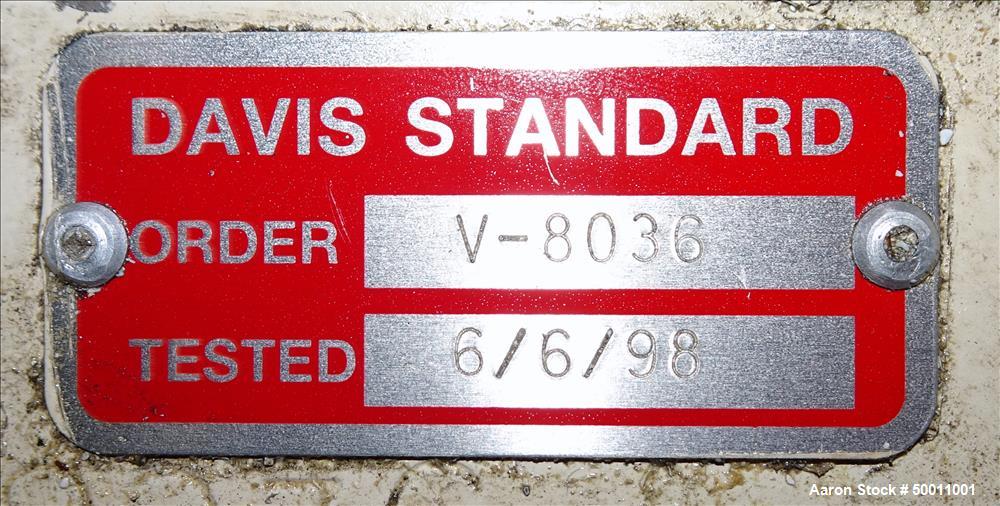 DAVIS STANDARD
ORDER V-8036
TESTED 6/6/98
Aaron Stock # 50011001